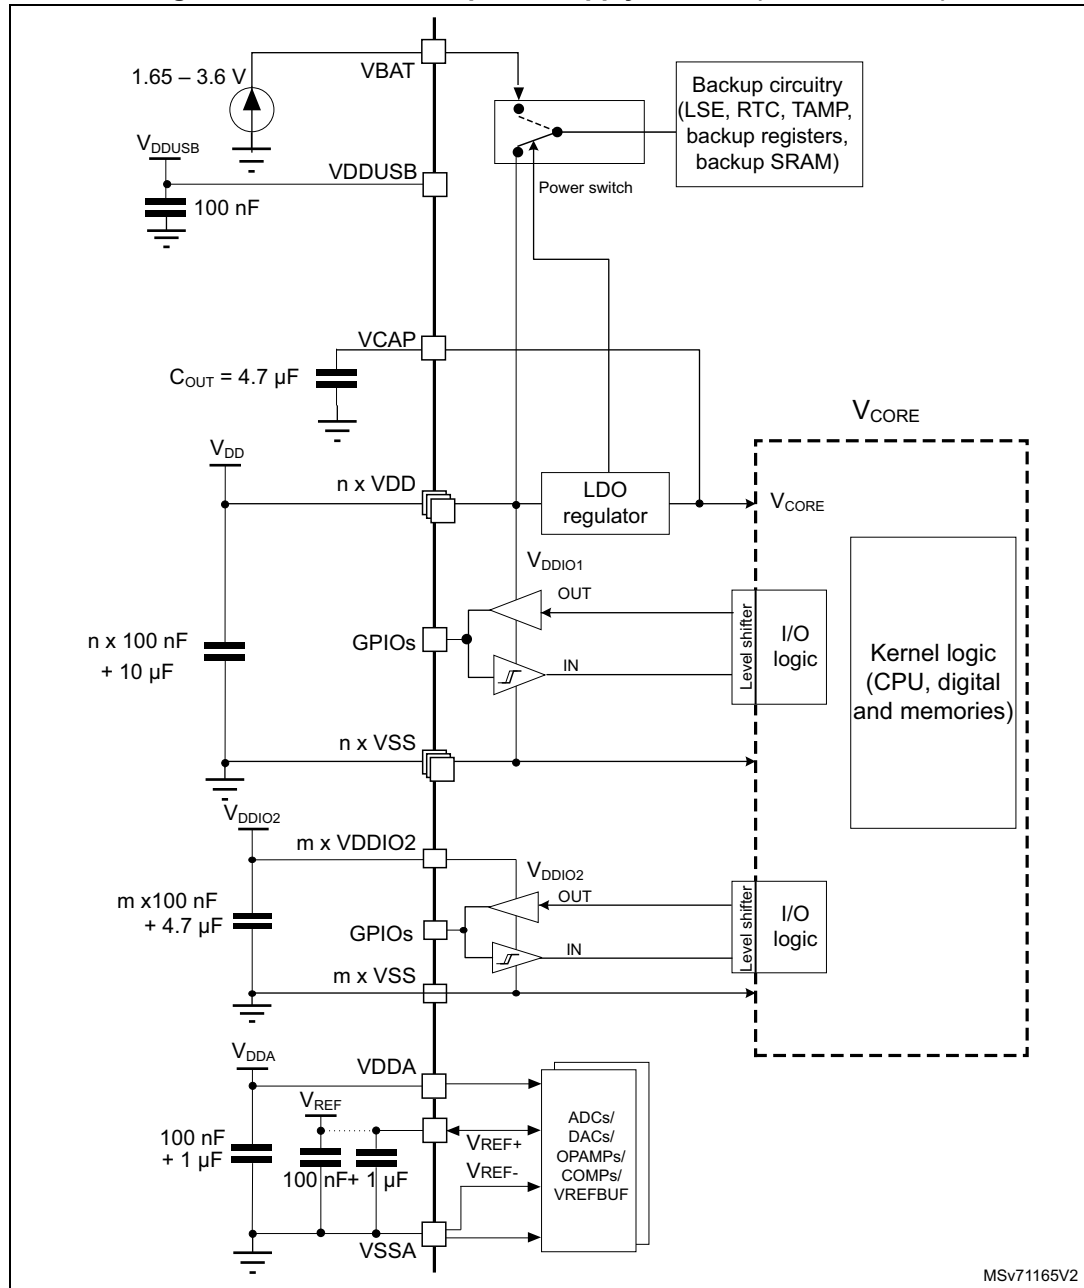 VBAT
1.65 – 3.6 V
Backup circuitry
(LSE, RTC, TAMP,
backup registers,
backup SRAM)
VDDUSB
VDDUSB
100 nF
Power switch
VCAP
COUT = 4.7 µF
VCORE
VDD
n x VDD
LDO
regulator
VCORE
VDDIO1
OUT
GPIOs
IN
Level shifter
I/O
logic
Kernel logic
(CPU, digital
and memories)
n x 100 nF
+ 10 µF
n x VSS
VDDIO2
m x VDDIO2
VDDIO2
OUT
m x100 nF
+ 4.7 µF
GPIOs
IN
Level shifter
I/O
logic
m x VSS
VDDA
VDDA
VREF
100 nF
+ 1 µF
100 nF+ 1 µF
VREF+
VREF-
ADCs/
DACs/
OPAMPs/
COMPs/
VREFBUF
VSSA
MSv71165V2